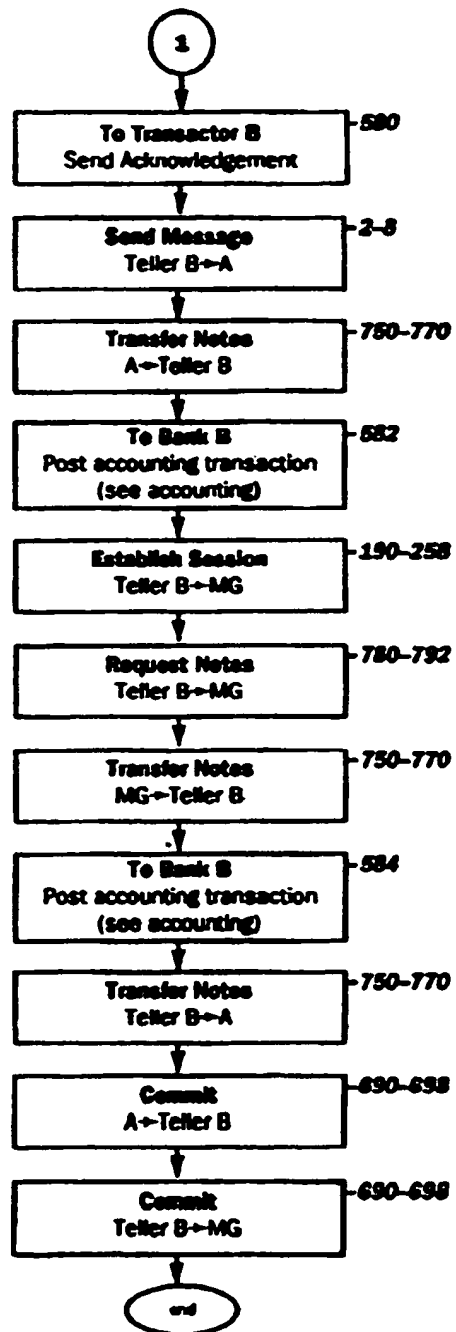 1
To Transactor B
Send Acknowledgement
580
Send Message
Teller B→A
2–8
Transfer Notes
A→Teller B
750–770
To Bank B
Post accounting transaction
(see accounting)
582
Establish Session
Teller B→MG
190–258
Request Notes
Teller B→MG
780–792
Transfer Notes
MG→Teller B
750–770
To Bank B
Post accounting transaction
(see accounting)
584
Transfer Notes
Teller B→A
750–770
Commit
A→Teller B
690–698
Commit
Teller B→MG
690–698
end